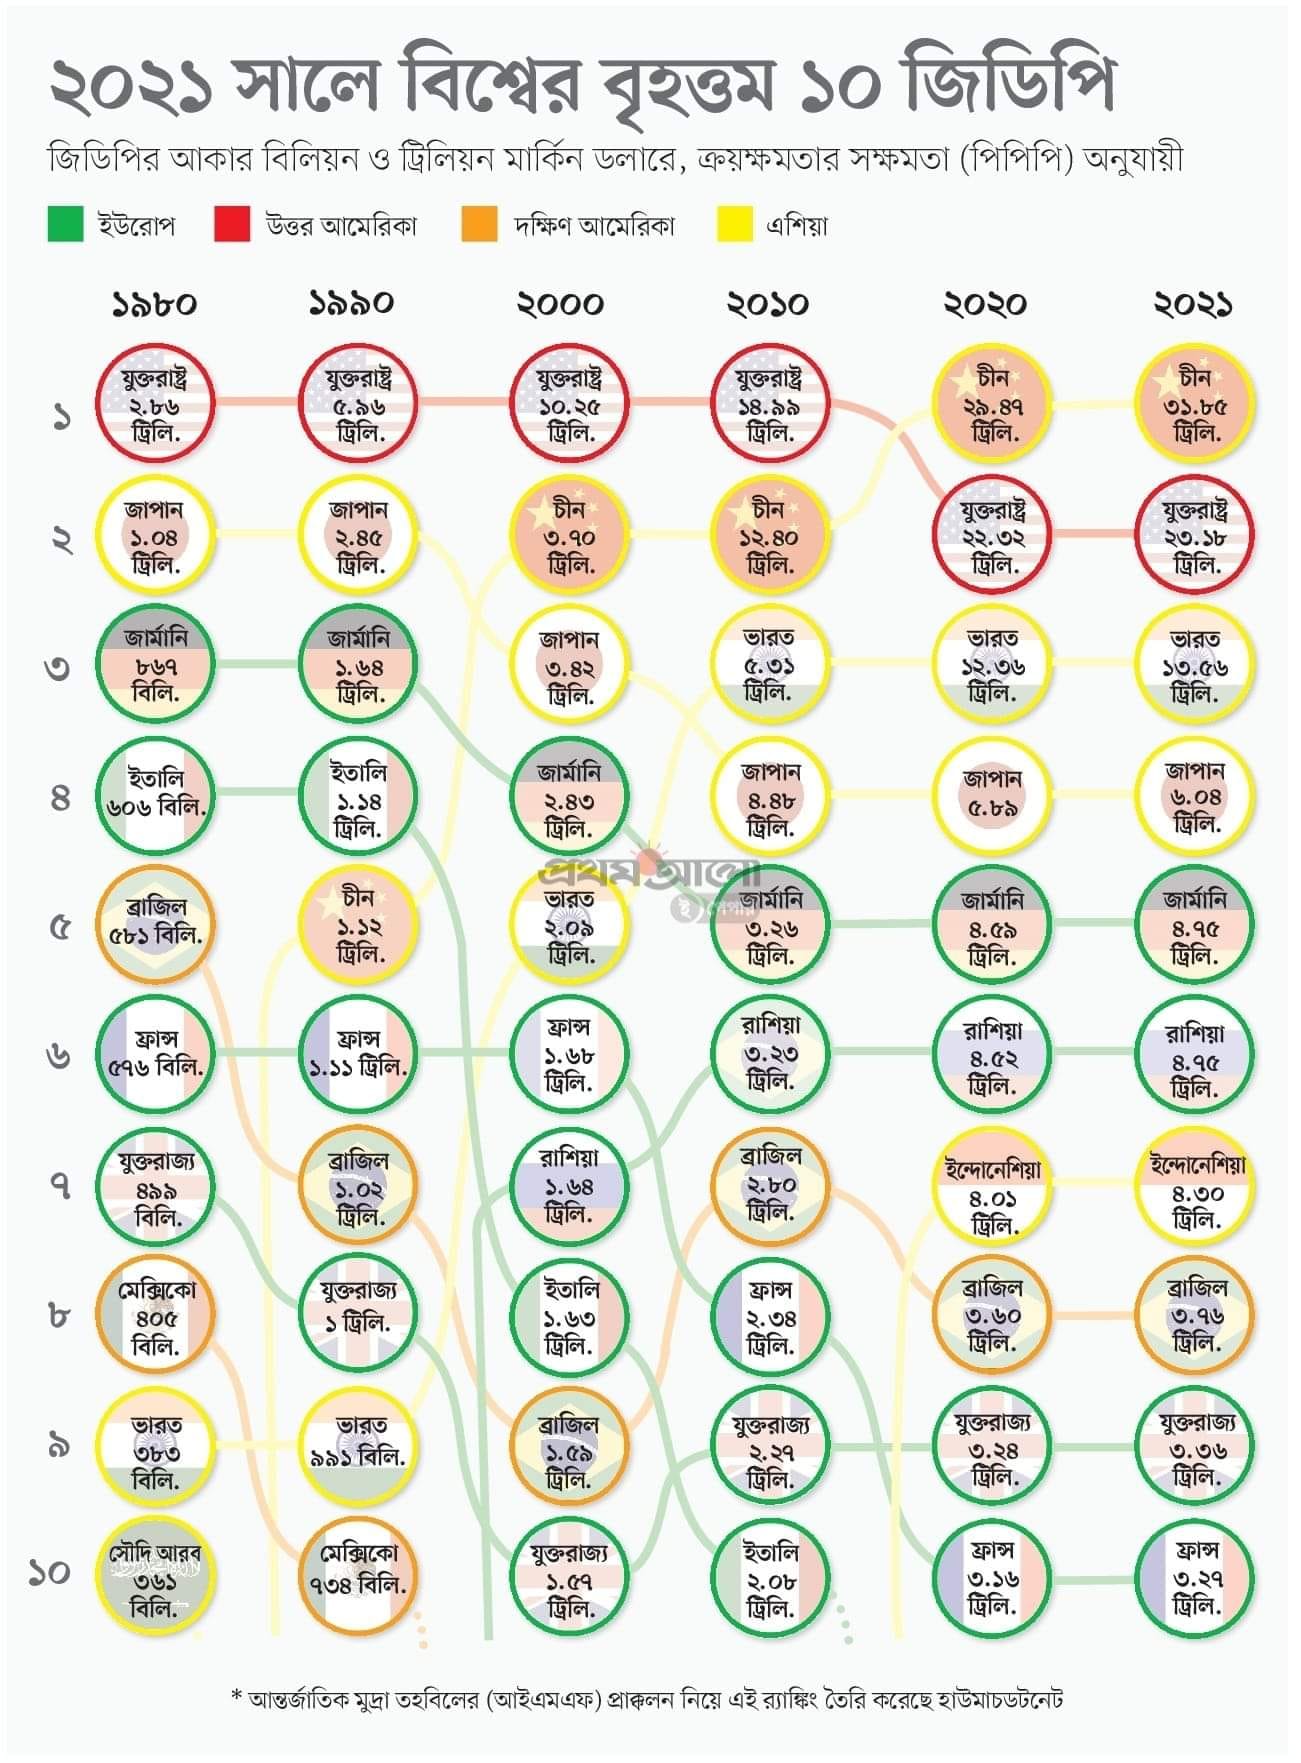 ২০২১ সালে বিশ্বের বৃহত্তম ১০ জিডিপি
জিডিপির আকার বিলিয়ন ও ট্রিলিয়ন মার্কিন ডলারে, ক্রয়ক্ষমতার সক্ষমতা (পিপিপি) অনুযায়ী
ইউরোপ উত্তর আমেরিকা দক্ষিণ আমেরিকা এশিয়া
১৯৮০ ১৯৯০ ২০০০ ২০১০ ২০২০ ২০২১
১
যুক্তরাষ্ট্র যুক্তরাষ্ট্র যুক্তরাষ্ট্র যুক্তরাষ্ট্র চীন চীন
২.৮৬ ৫.৯৬ ১০.২৫ ১৪.৯৯ ২৯.৪৭ ৩১.৮৫
ট্রিলি. ট্রিলি. ট্রিলি. ট্রিলি. ট্রিলি. ট্রিলি.
২
জাপান জাপান চীন চীন যুক্তরাষ্ট্র যুক্তরাষ্ট্র
১.০৪ ২.৪৫ ৩.৭০ ১২.৪০ ২২.৩২ ২৩.১৮
ট্রিলি. ট্রিলি. ট্রিলি. ট্রিলি. ট্রিলি. ট্রিলি.
৩
জার্মানি জার্মানি জাপান ভারত ভারত ভারত
৮৬৭ ১.৬৪ ৩.৪২ ৫.৩১ ১২.৩৬ ১৩.৫৬
বিলি. ট্রিলি. ট্রিলি. ট্রিলি. ট্রিলি. ট্রিলি.
৪
ইতালি ইতালি জার্মানি জাপান জাপান জাপান
৬০৬ বিলি. ১.১৪ ২.৪৩ ৪.৪৮ ৫.৮৯ ৬.০৪
ট্রিলি. ট্রিলি. ট্রিলি. ট্রিলি.
প্রথম আলো
ই পেপার
৫
ব্রাজিল চীন ভারত জার্মানি জার্মানি জার্মানি
৫৮১ বিলি. ১.১২ ২.০৯ ৩.২৬ ৪.৫৯ ৪.৭৫
ট্রিলি. ট্রিলি. ট্রিলি. ট্রিলি. ট্রিলি.
৬
ফ্রান্স ফ্রান্স ফ্রান্স রাশিয়া রাশিয়া রাশিয়া
৫৭৬ বিলি. ১.১১ ট্রিলি. ১.৬৮ ৩.২৩ ৪.৫২ ৪.৭৫
ট্রিলি. ট্রিলি. ট্রিলি. ট্রিলি.
৭
যুক্তরাজ্য ব্রাজিল রাশিয়া ব্রাজিল ইন্দোনেশিয়া ইন্দোনেশিয়া
৪৯৯ ১.০২ ১.৬৪ ২.৮০ ৪.০১ ৪.৩০
বিলি. ট্রিলি. ট্রিলি. ট্রিলি. ট্রিলি. ট্রিলি.
৮
মেক্সিকো যুক্তরাজ্য ইতালি ফ্রান্স ব্রাজিল ব্রাজিল
৪০৫ ১ ট্রিলি. ১.৬৩ ২.৩৪ ৩.৬০ ৩.৭৬
বিলি. ট্রিলি. ট্রিলি. ট্রিলি. ট্রিলি.
৯
ভারত ভারত ব্রাজিল যুক্তরাজ্য যুক্তরাজ্য যুক্তরাজ্য
৩৮৩ ৯৯১ বিলি. ১.৫৯ ২.২৭ ৩.২৪ ৩.৩৬
বিলি. ট্রিলি. ট্রিলি. ট্রিলি. ট্রিলি.
১০
সৌদি আরব মেক্সিকো যুক্তরাজ্য ইতালি ফ্রান্স ফ্রান্স
৩৬১ ৭৩৪ বিলি. ১.৫৭ ২.০৮ ৩.১৬ ৩.২৭
বিলি. ট্রিলি. ট্রিলি. ট্রিলি. ট্রিলি.
* আন্তর্জাতিক মুদ্রা তহবিলের (আইএমএফ) প্রাক্কলন নিয়ে এই র‍্যাঙ্কিং তৈরি করেছে হাউমাচডটনেট